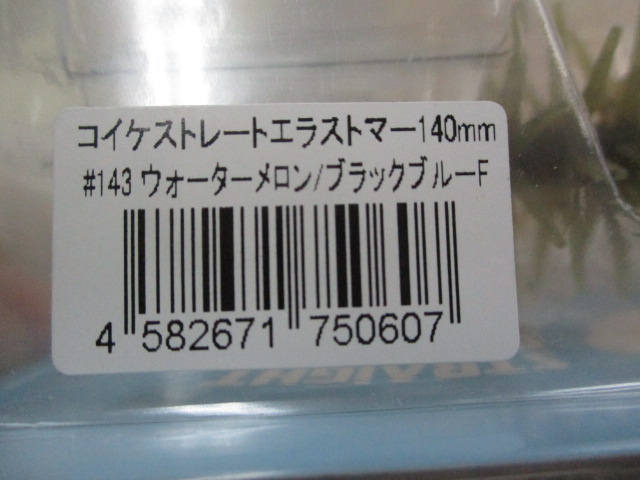 コイケストレートエラストマー140mm
#143 ウォーターメロン/ブラックブルーF
4 582671 750607
STRAIGHT